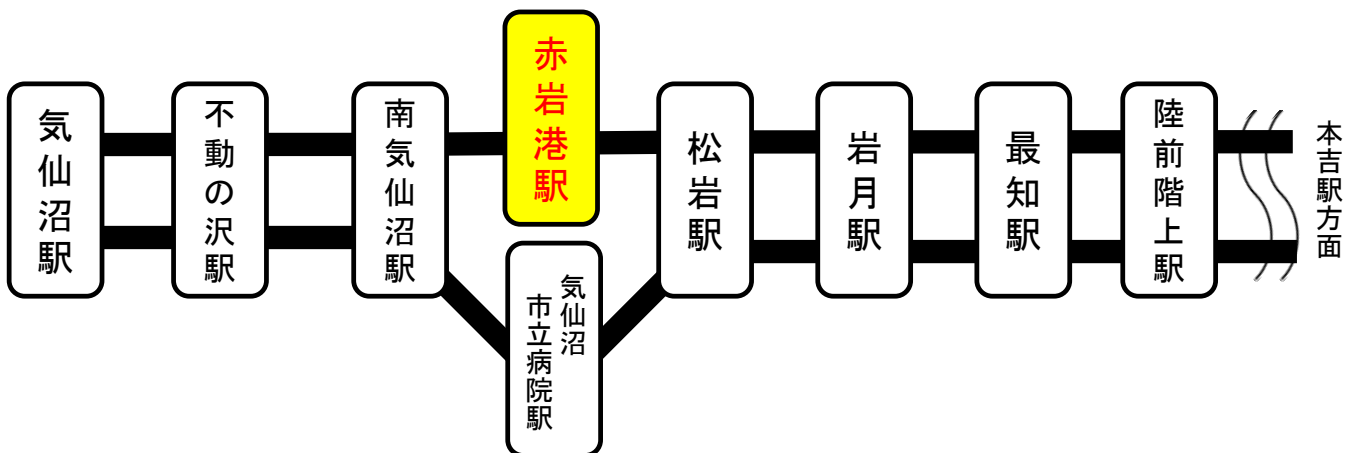 気仙沼駅
不動の沢駅
南気仙沼駅
赤岩港駅
気仙沼
市立病院駅
松岩駅
岩月駅
最知駅
陸前階上駅
本吉駅方面